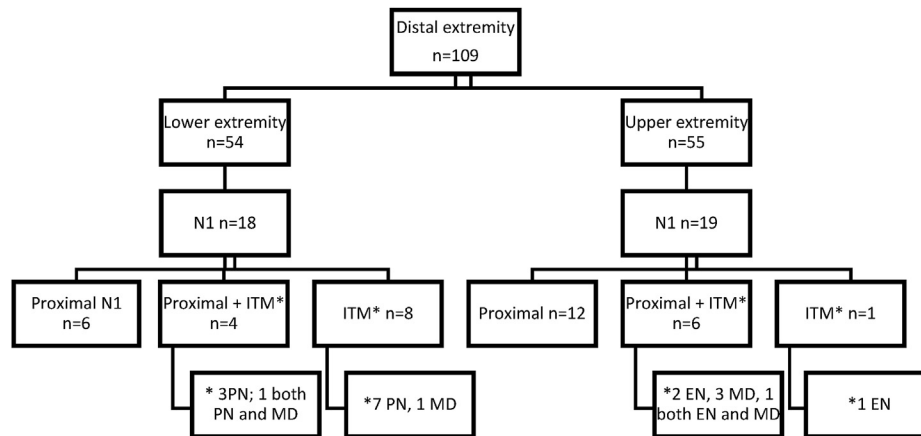 Distal extremity
n=109
Lower extremity
n=54
Upper extremity
n=55
N1 n=18
N1 n=19
Proximal N1
n=6
Proximal + ITM*
n=4
ITM* n=8
Proximal n=12
Proximal + ITM*
n=6
ITM* n=1
* 3PN; 1 both
PN and MD
*7 PN, 1 MD
*2 EN, 3 MD, 1
both EN and MD
*1 EN